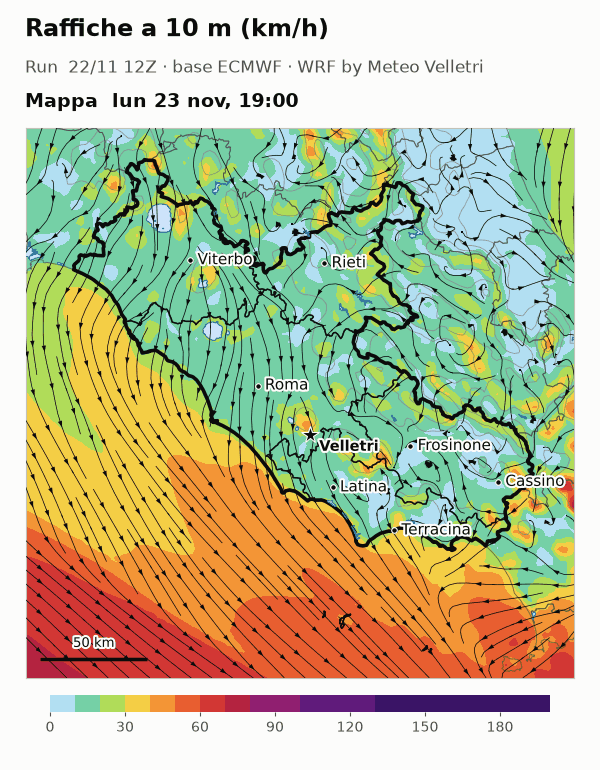 Raffiche a 10 m (km/h)
Run  22/11 12Z · base ECMWF · WRF by Meteo Velletri
Mappa  lun 23 nov, 19:00
Viterbo
Rieti
Roma
Velletri
Frosinone
Latina
Cassino
Terracina
50 km
0 30 60 90 120 150 180